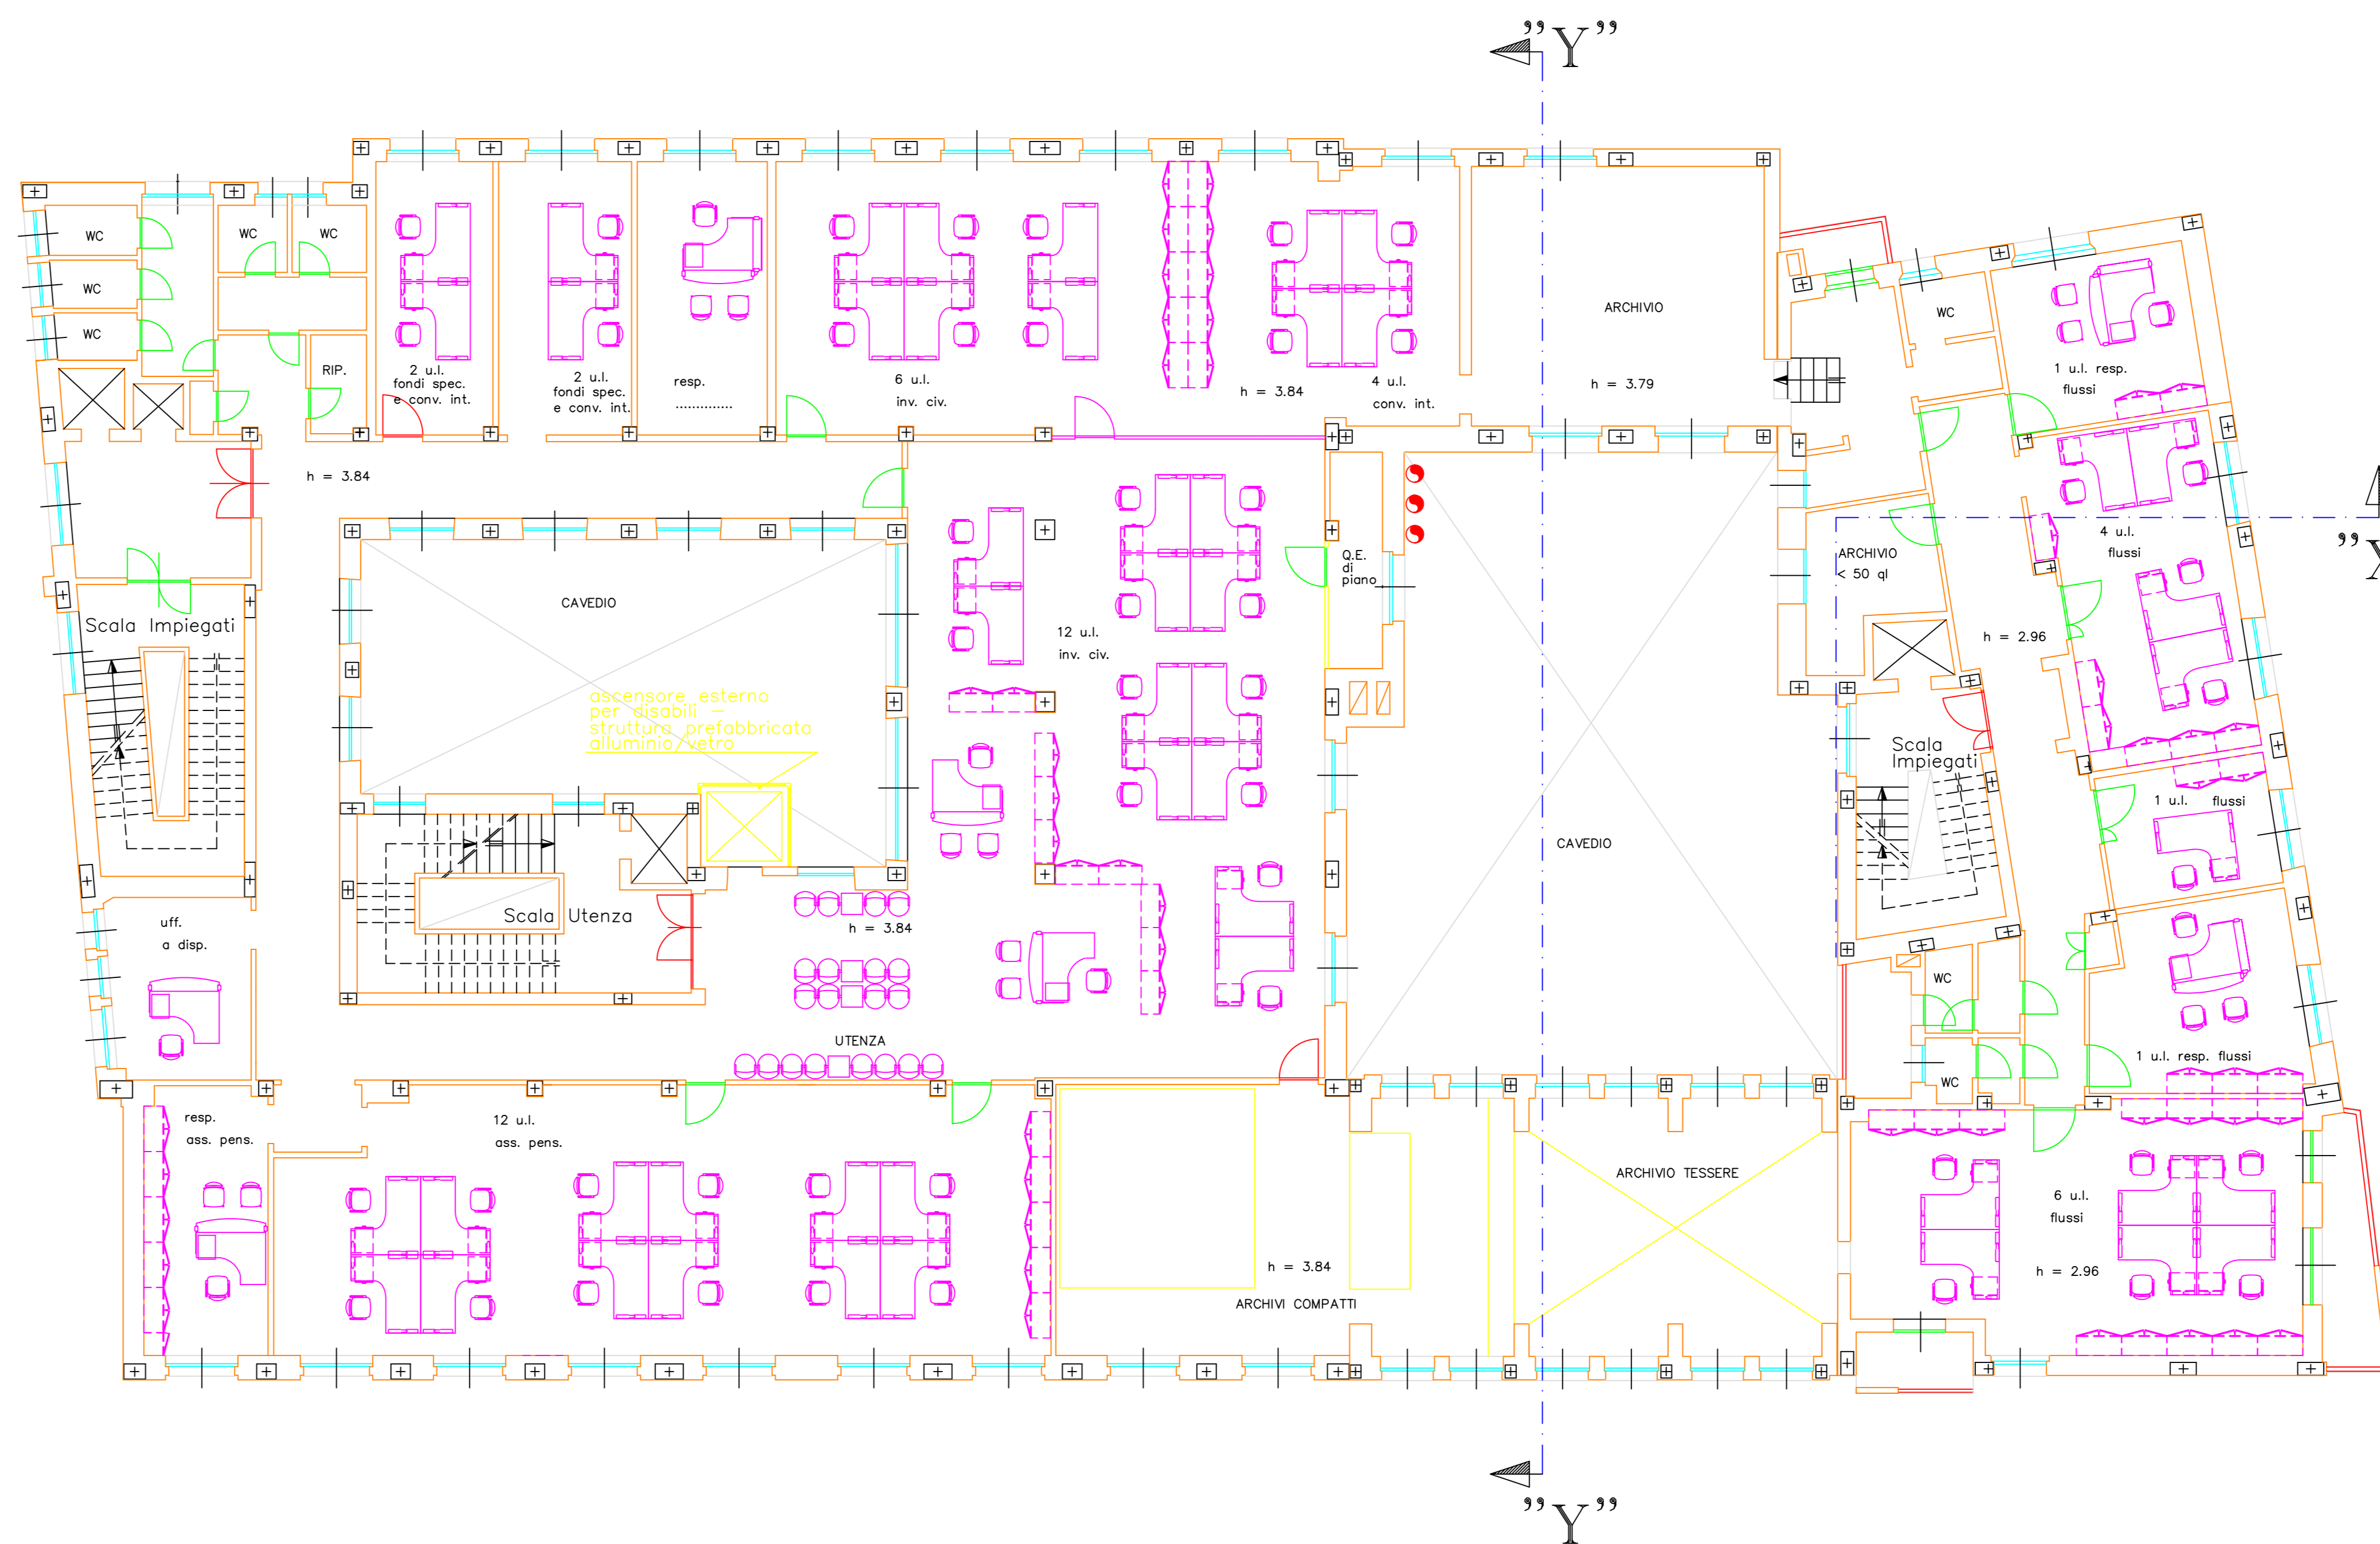 ”Y”
WC
WC
WC
WC
WC
RIP.
2 u.l.
fondi spec.
e conv. int.
2 u.l.
fondi spec.
e conv. int.
resp.
..............
6 u.l.
inv. civ.
h = 3.84
4 u.l.
conv. int.
ARCHIVIO
h = 3.79
WC
1 u.l. resp.
flussi
h = 3.84
Q.E.
di
piano
ARCHIVIO
< 50 ql
4 u.l.
flussi
”X
CAVEDIO
Scala Impiegati
12 u.l.
inv. civ.
h = 2.96
ascensore esterno
per disabili –
struttura prefabbricata
alluminio/vetro
Scala
Impiegati
1 u.l. flussi
CAVEDIO
Scala Utenza
h = 3.84
uff.
a disp.
WC
UTENZA
1 u.l. resp. flussi
WC
resp.
ass. pens.
12 u.l.
ass. pens.
ARCHIVIO TESSERE
6 u.l.
flussi
h = 3.84
h = 2.96
ARCHIVI COMPATTI
”Y”